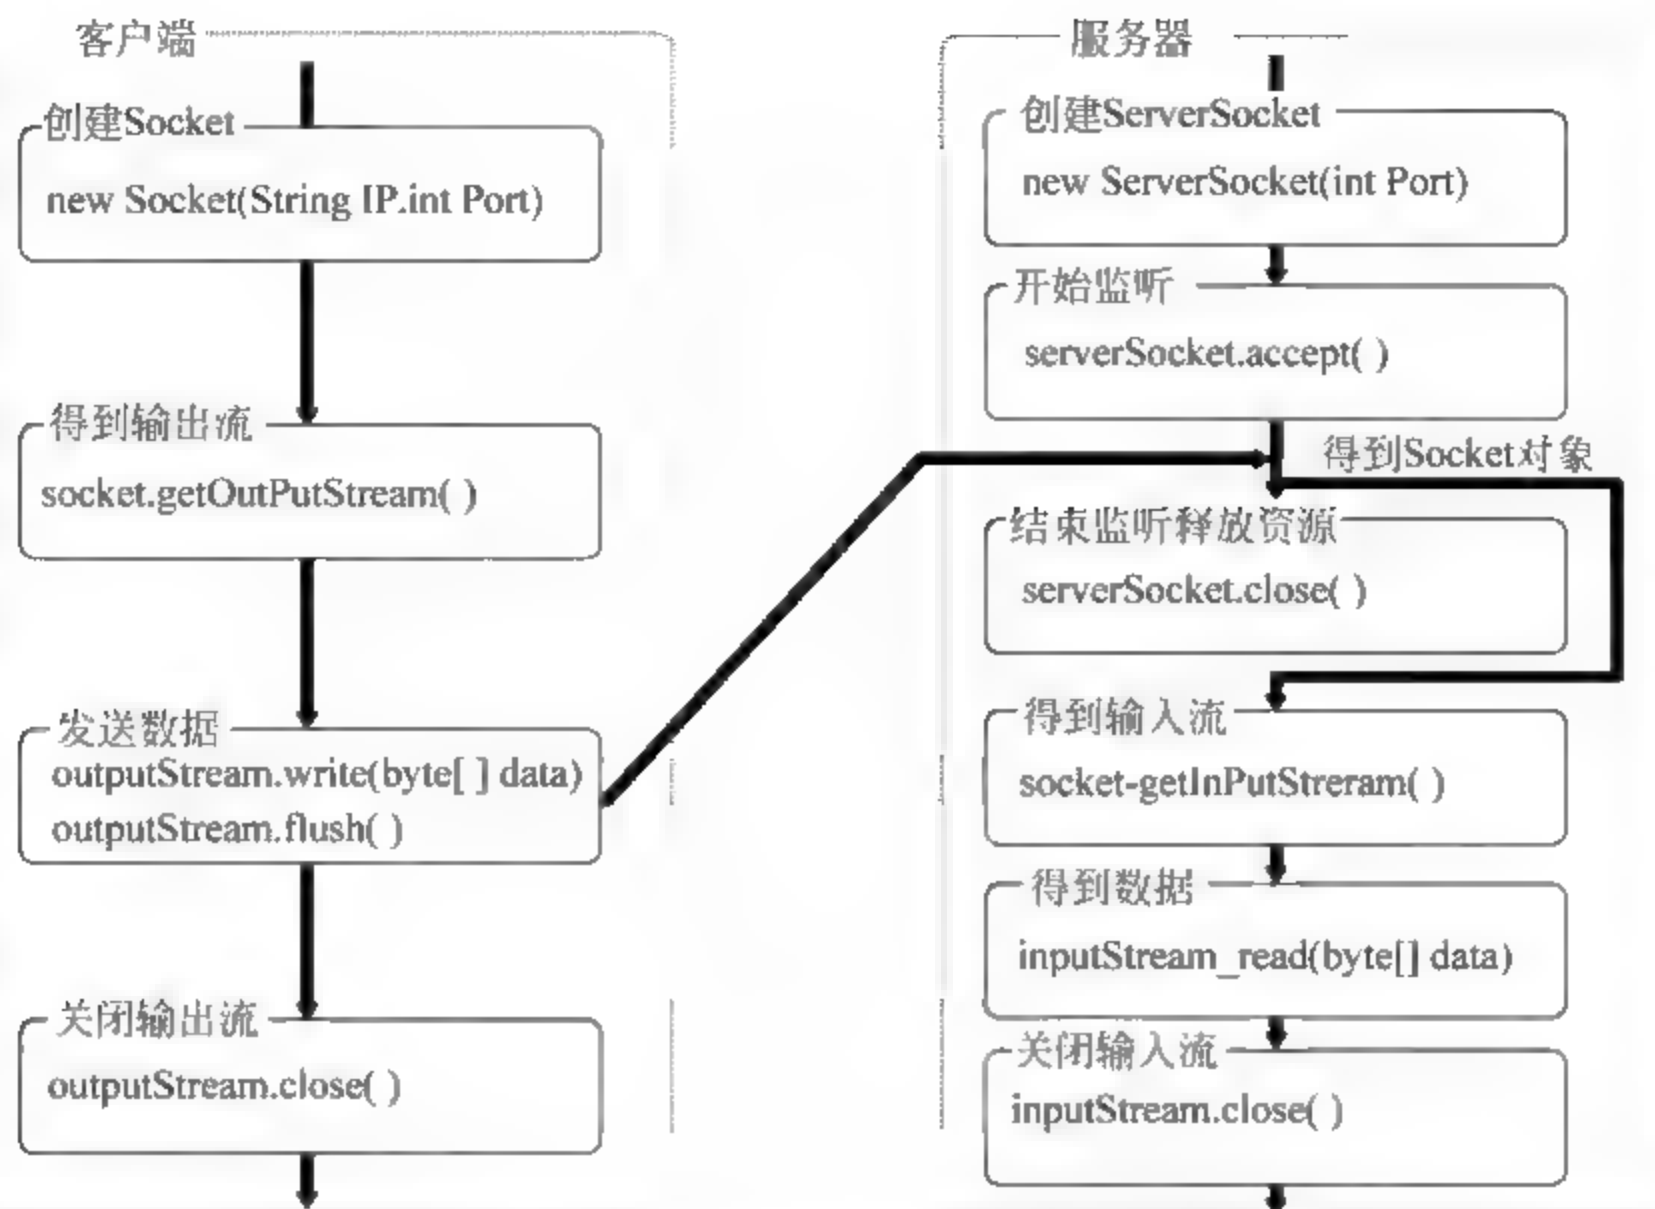 客户端
创建Socket
new Socket(String IP.int Port)
得到输出流
socket.getOutPutStream( )
发送数据
outputStream.write(byte[ ] data)
outputStream.flush( )
关闭输出流
outputStream.close( )
服务器
创建ServerSocket
new ServerSocket(int Port)
开始监听
serverSocket.accept( )
得到Socket对象
结束监听释放资源
serverSocket.close( )
得到输入流
socket-getInPutStreram( )
得到数据
inputStream_read(byte[] data)
关闭输入流
inputStream.close( )